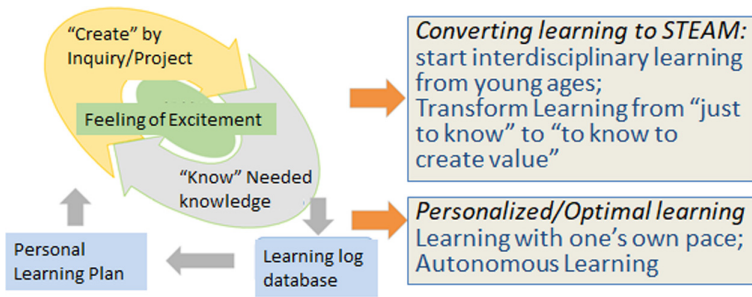 “Create” by
Inquiry/Project
Feeling of Excitement
“Know” Needed
knowledge
Personal
Learning Plan
Learning log
database
Converting learning to STEAM:
start interdisciplinary learning
from young ages;
Transform Learning from “just
to know” to “to know to
create value”
Personalized/Optimal learning
Learning with one’s own pace;
Autonomous Learning